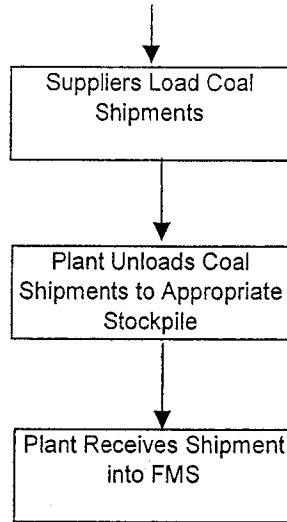 Suppliers Load Coal
Shipments
Plant Unloads Coal
Shipments to Appropriate
Stockpile
Plant Receives Shipment
into FMS